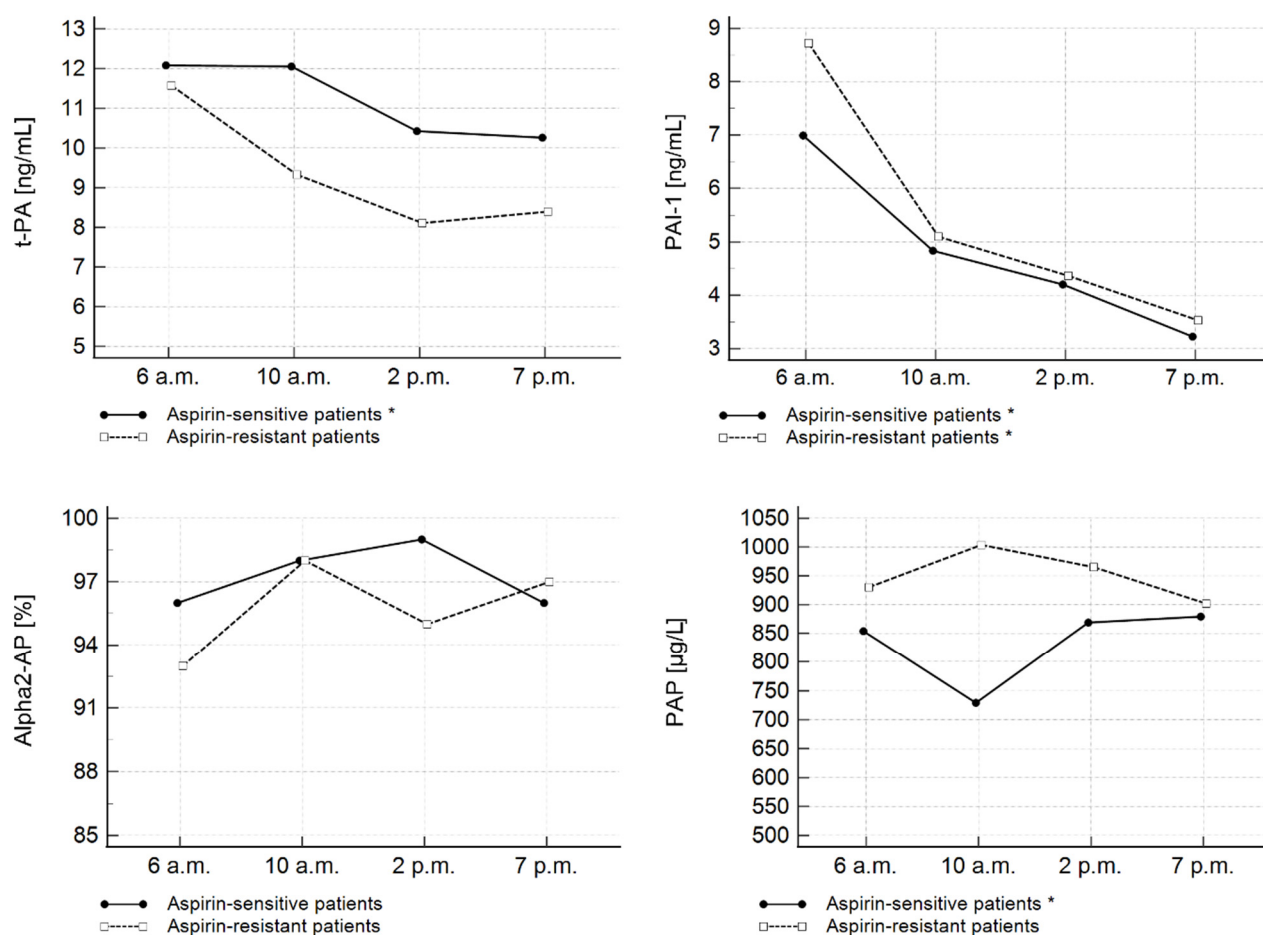 t-PA [ng/mL]
13
12
11
10
9
8
7
6
5
6 a.m. 10 a.m. 2 p.m. 7 p.m.
Aspirin-sensitive patients *
Aspirin-resistant patients
PAI-1 [ng/mL]
9
8
7
6
5
4
3
6 a.m. 10 a.m. 2 p.m. 7 p.m.
Aspirin-sensitive patients *
Aspirin-resistant patients *
Alpha2-AP [%]
100
97
94
91
88
85
6 a.m. 10 a.m. 2 p.m. 7 p.m.
Aspirin-sensitive patients
Aspirin-resistant patients
PAP [µg/L]
1050
1000
950
900
850
800
750
700
650
600
550
500
6 a.m. 10 a.m. 2 p.m. 7 p.m.
Aspirin-sensitive patients *
Aspirin-resistant patients